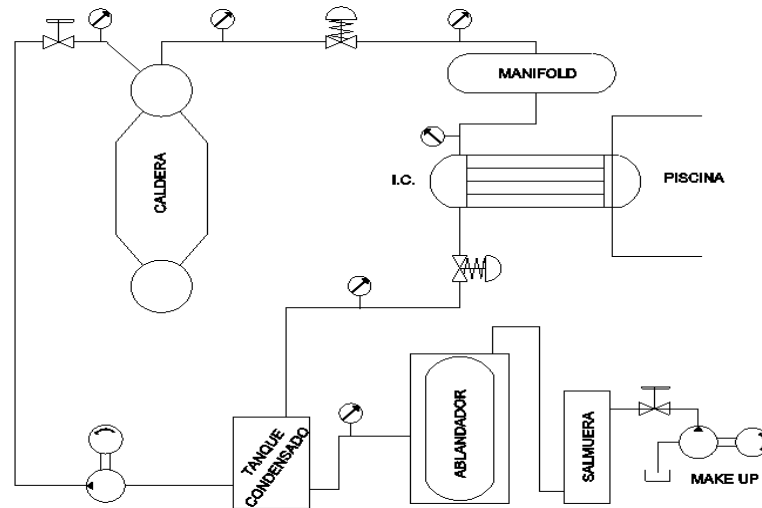 MANIFOLD
CALDERA
I.C.
PISCINA
TANQUE
CONDENSADO
ABLANDADOR
SALMUERA
MAKE UP